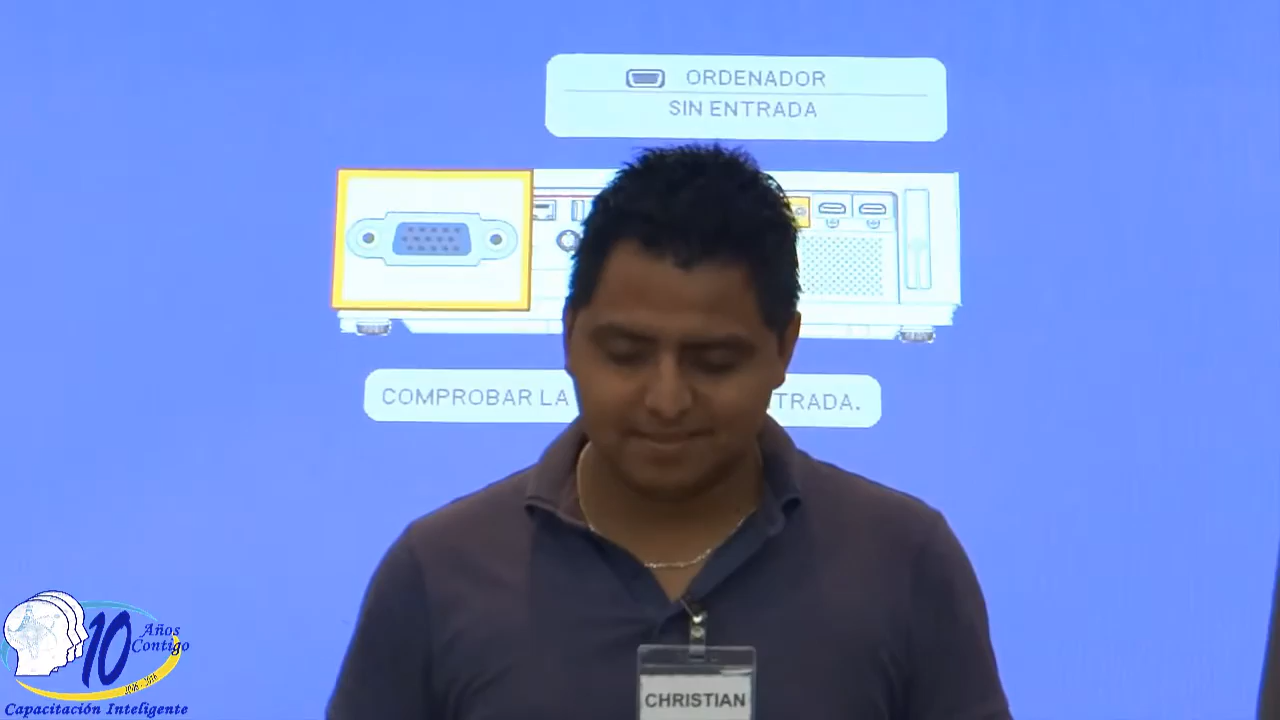 ORDENADOR
SIN ENTRADA
COMPROBAR LA
TRADA.
CHRISTIAN
10 Años
Contigo
Capacitación Inteligente